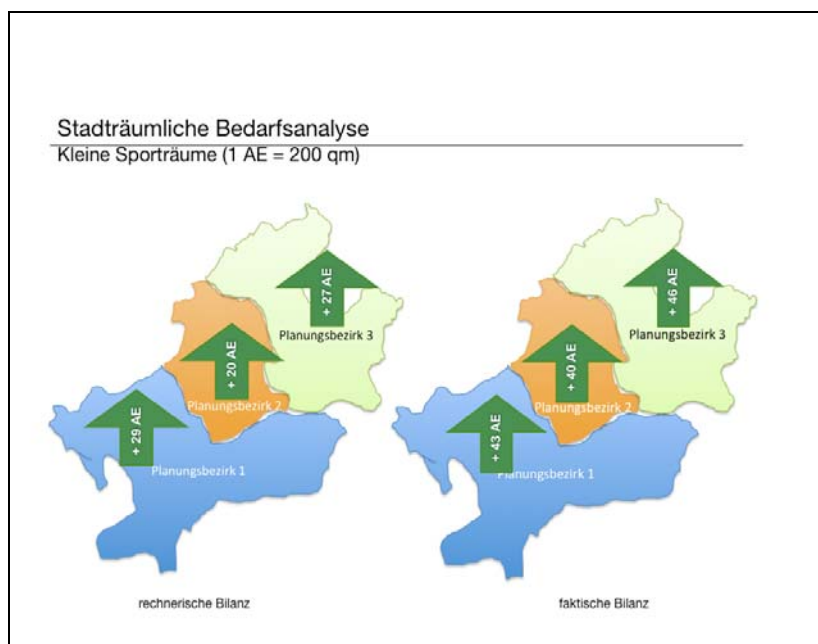 Stadträumliche Bedarfsanalyse
Kleine Sporträume (1 AE = 200 qm)
+ 27 AE
Planungsbezirk 3
+ 20 AE
Planungsbezirk 2
+ 29 AE
Planungsbezirk 1
rechnerische Bilanz
+ 46 AE
Planungsbezirk 3
+ 40 AE
Planungsbezirk 2
+ 43 AE
Planungsbezirk 1
faktische Bilanz